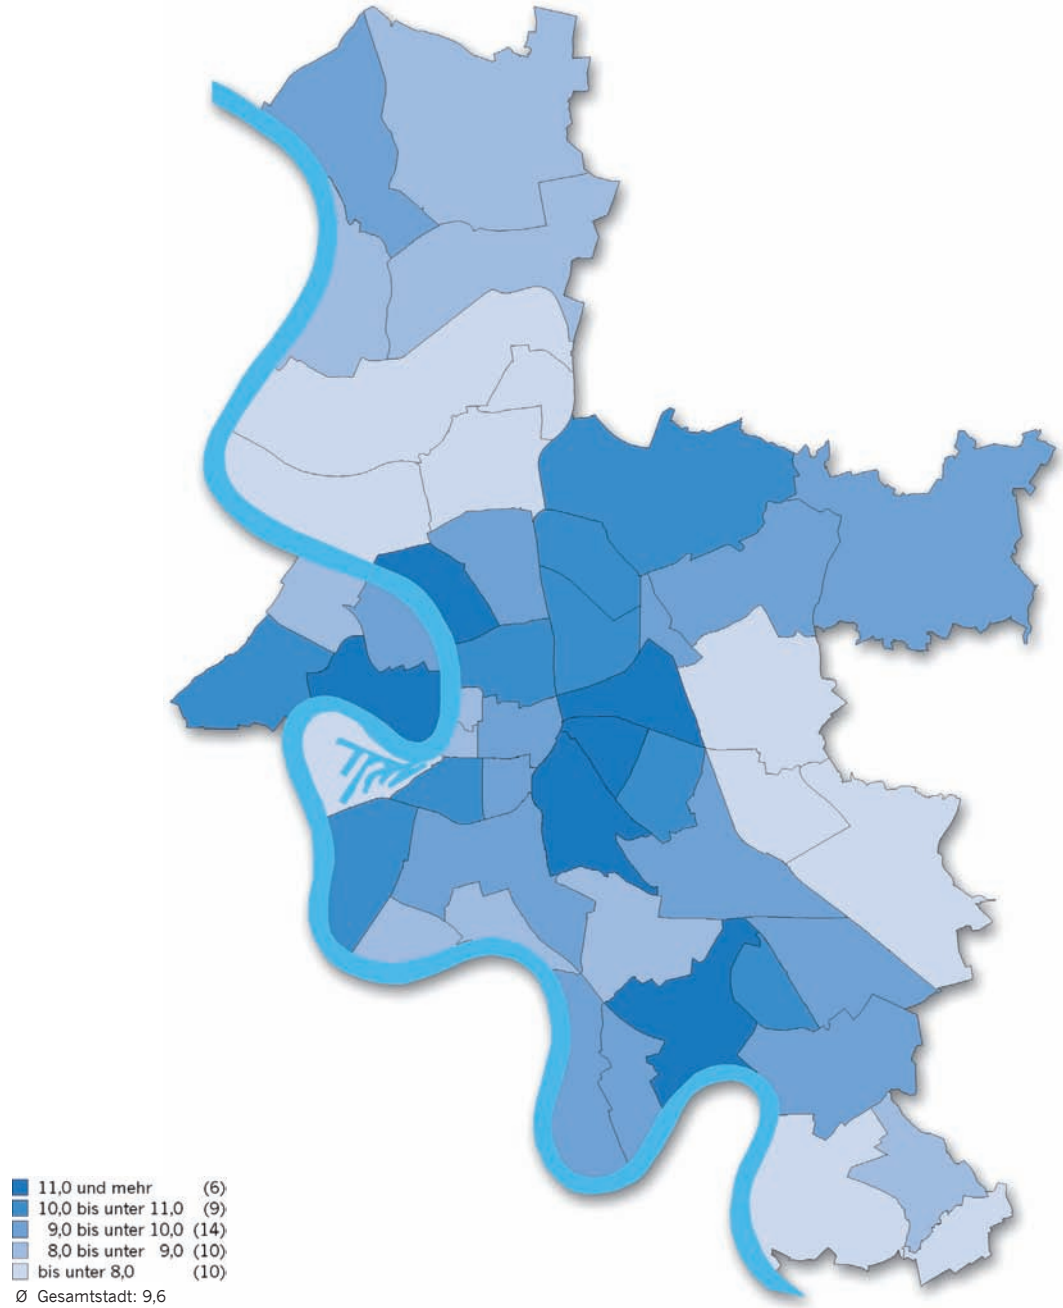 11,0 und mehr (6)
10,0 bis unter 11,0 (9)
9,0 bis unter 10,0 (14)
8,0 bis unter 9,0 (10)
bis unter 8,0 (10)
Ø Gesamtstadt: 9,6